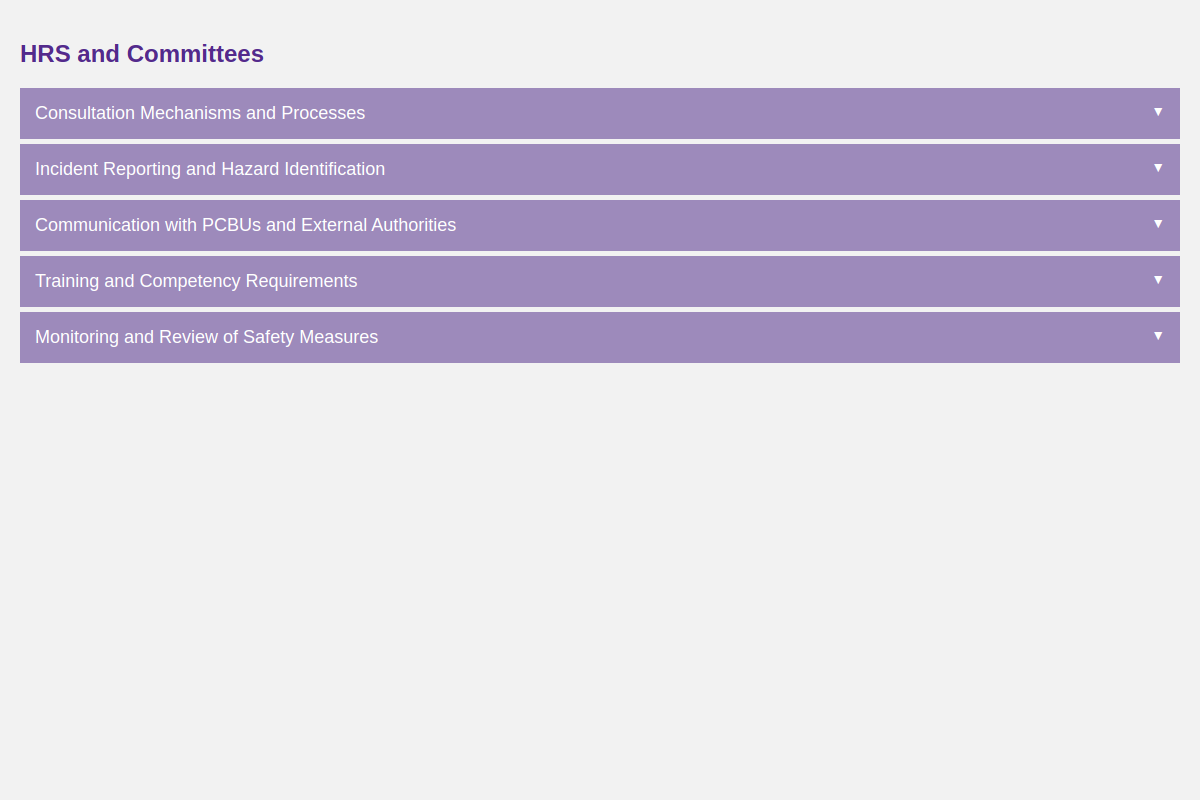 HRS and Committees
Consultation Mechanisms and Processes ▼
Incident Reporting and Hazard Identification ▼
Communication with PCBUs and External Authorities ▼
Training and Competency Requirements ▼
Monitoring and Review of Safety Measures ▼